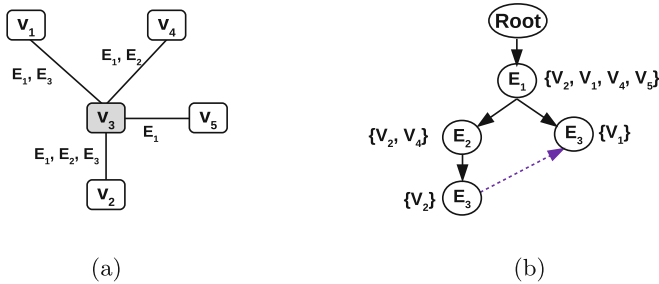 V1
V4
E1, E3
E1, E2
V3
V5
E1
E1, E2, E3
V2
(a)
Root
E1 {V2, V1, V4, V5}
{V2, V4} E2
E3 {V1}
{V2} E3
(b)